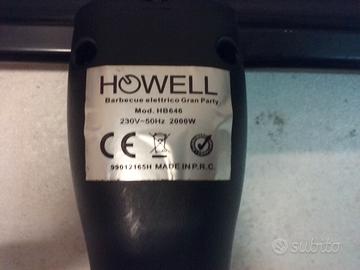 HOWELL
Barbecue elettrico Gran Party
Mod. HB646
230V~50Hz 2000W
CE
99012165H MADE IN P.R.C.
subito